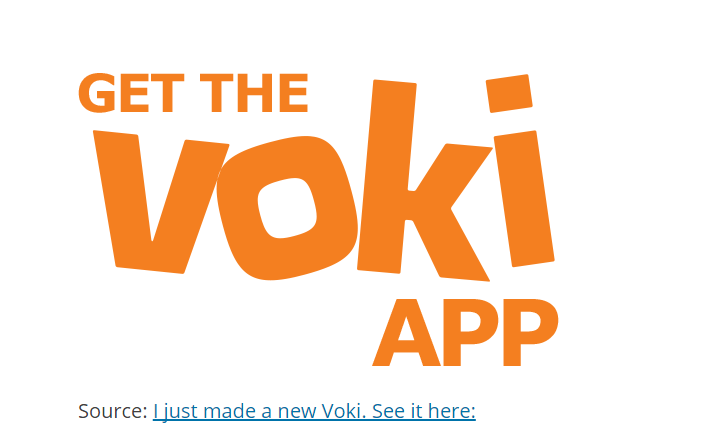 GET THE
voki
APP
Source: I just made a new Voki. See it here: